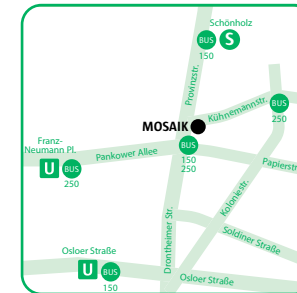 Schönholz
BUS
S
150
Provinzstr.
Kühnemannstr.
BUS
250
MOSAIK
Franz-
Neumann Pl.
U
BUS
250
Pankower Allee
BUS
150
250
Papierstr.
Koloniestr.
Drontheimer Str.
Soldiner Straße
Osloer Straße
U
BUS
150
Osloer Straße